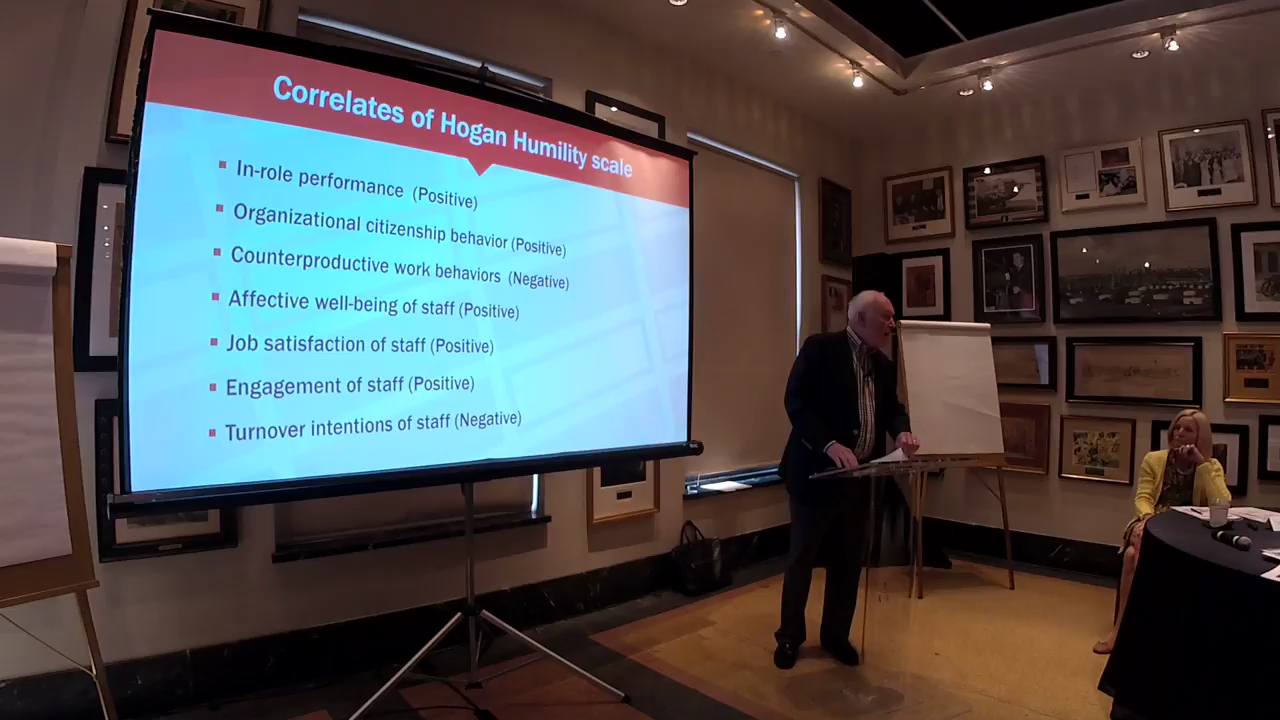 Correlates of Hogan Humility scale
In-role performance (Positive)
Organizational citizenship behavior (Positive)
Counterproductive work behaviors (Negative)
Affective well-being of staff (Positive)
Job satisfaction of staff (Positive)
Engagement of staff (Positive)
Turnover intentions of staff (Negative)